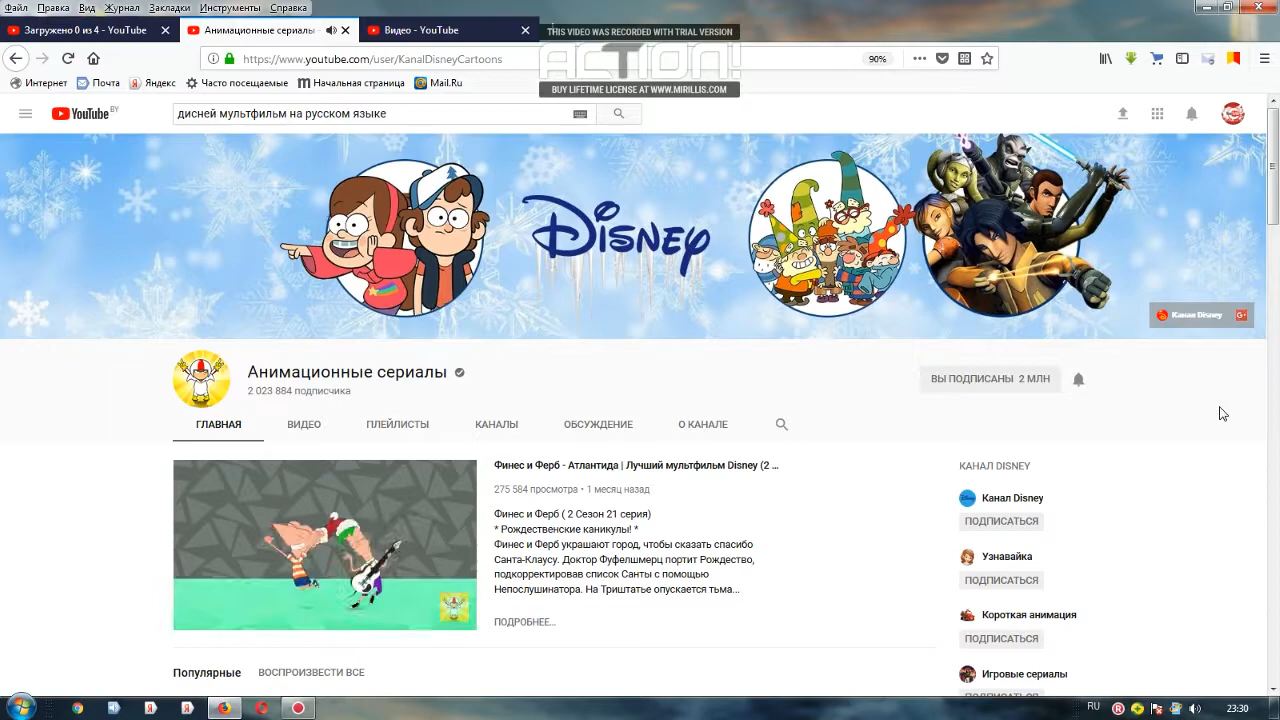 Файл Правка Вид Журнал Закладки Инструменты Справка
Загружено 0 из 4 - YouTube
Анимационные сериалы -
Видео - YouTube
THIS VIDEO WAS RECORDED WITH TRIAL VERSION
ACTION!
BUY LIFETIME LICENSE AT WWW.MIRILLIS.COM
https://www.youtube.com/user/KanalDisneyCartoons
90%
Интернет Почта Яндекс Часто посещаемые Начальная страница Mail.Ru
YouTube BY
дисней мультфильм на русском языке
Disney
Канал Disney G+
Анимационные сериалы
2 023 884 подписчика
ВЫ ПОДПИСАНЫ 2 МЛН
ГЛАВНАЯ ВИДЕО ПЛЕЙЛИСТЫ КАНАЛЫ ОБСУЖДЕНИЕ О КАНАЛЕ
Финес и Ферб - Атлантида | Лучший мультфильм Disney (2 ...
275 584 просмотра • 1 месяц назад
Финес и Ферб ( 2 Сезон 21 серия)
* Рождественские каникулы! *
Финес и Ферб украшают город, чтобы сказать спасибо
Санта-Клаусу. Доктор Фуфелшмерц портит Рождество,
подкорректировав список Санты с помощью
Непослушинатора. На Триштатье опускается тьма...
ПОДРОБНЕЕ...
КАНАЛ DISNEY
Канал Disney
ПОДПИСАТЬСЯ
Узнавайка
ПОДПИСАТЬСЯ
Короткая анимация
ПОДПИСАТЬСЯ
Игровые сериалы
ПОДПИСАТЬСЯ
Популярные ВОСПРОИЗВЕСТИ ВСЕ
RU
23:30